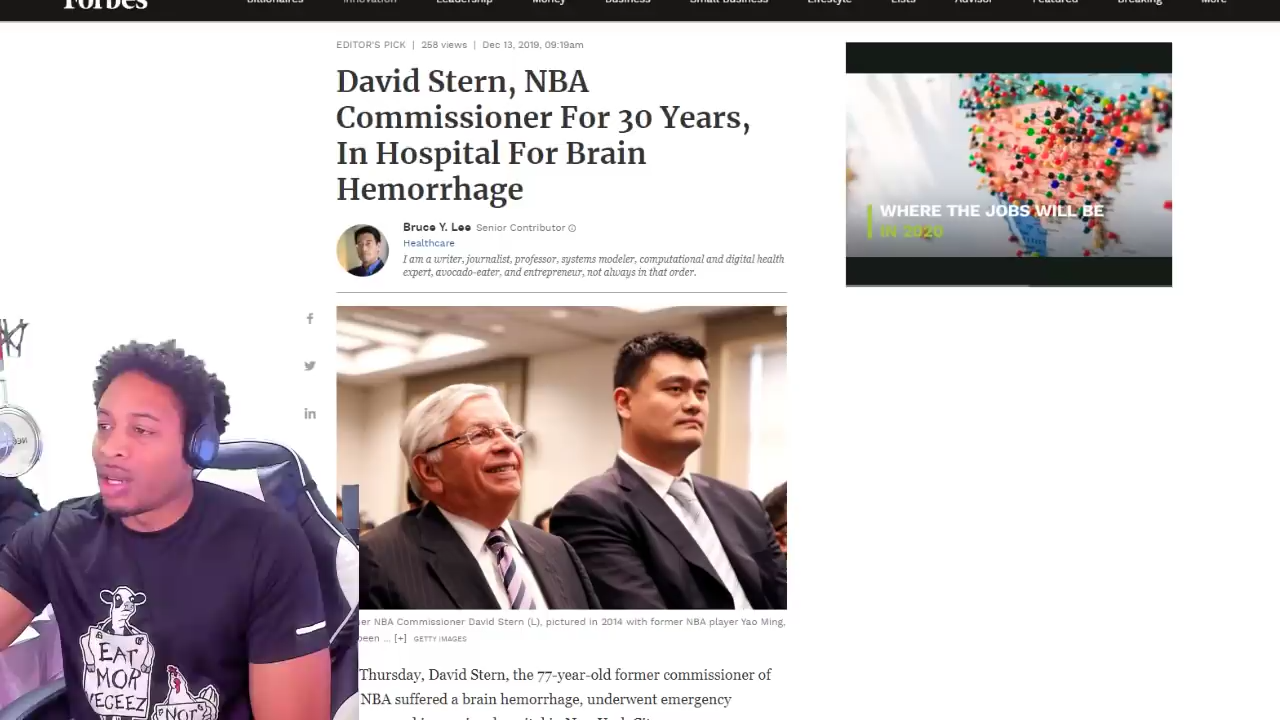 Forbes
Billionaires Innovation Leadership Money Business Small Business Lifestyle Lists Advisor Featured Breaking More
EDITOR'S PICK | 258 views | Dec 13, 2019, 09:19am
David Stern, NBA
Commissioner For 30 Years,
In Hospital For Brain
Hemorrhage
Bruce Y. Lee Senior Contributor
Healthcare
I am a writer, journalist, professor, systems modeler, computational and digital health
expert, avocado-eater, and entrepreneur, not always in that order.
WHERE THE JOBS WILL BE
IN 2020
f
in
NBA Commissioner David Stern (L), pictured in 2014 with former NBA player Yao Ming,
been ... [+] GETTY IMAGES
Thursday, David Stern, the 77-year-old former commissioner of
NBA suffered a brain hemorrhage, underwent emergency
EAT
MOR
VEGEEZ
NOT